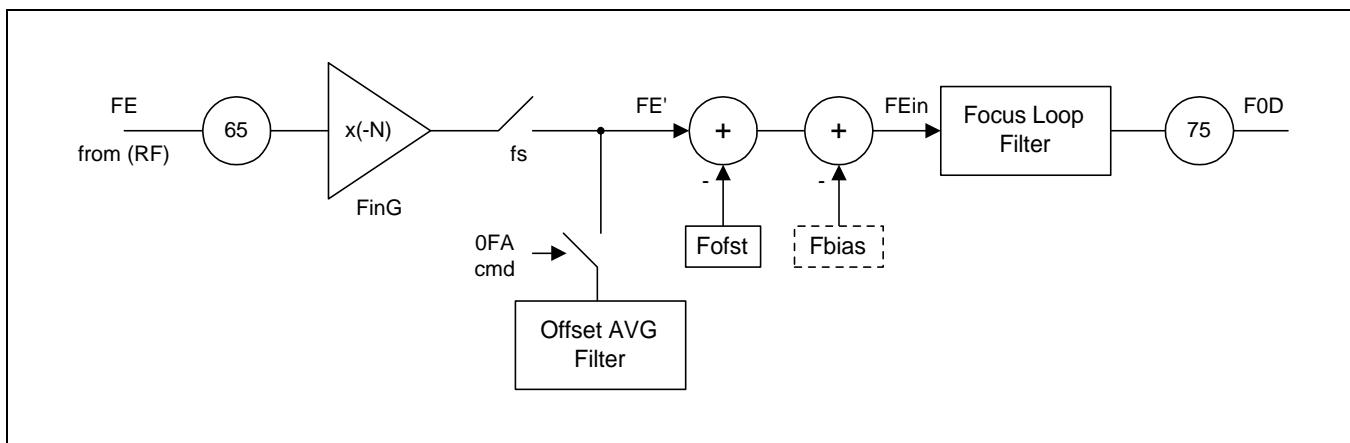 FE
from (RF)
65
x(-N)
FinG
fs
FE'
+
-
Fofst
+
-
Fbias
FEin
Focus Loop
Filter
75
F0D
0FA
cmd
Offset AVG
Filter